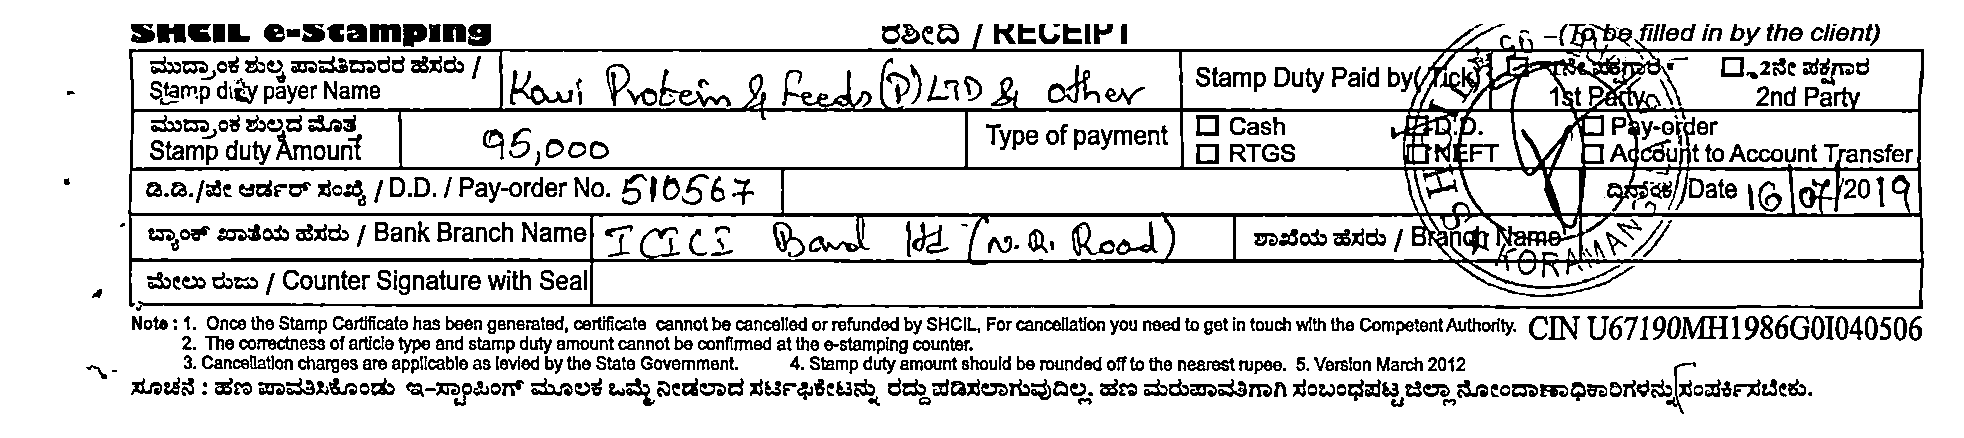 SHCIL e-Stamping ರಶೀದಿ / RECEIPT (To be filled in by the client)
ಮುದ್ರಾಂಕ ಶುಲ್ಕ ಪಾವತಿದಾರರ ಹೆಸರು / Stamp duty payer Name Kavi Protein & Feeds (P) LTD & other Stamp Duty Paid by( Tick) ☐ 1ನೇ ಪಕ್ಷಗಾರ 1st Party ☐ 2ನೇ ಪಕ್ಷಗಾರ 2nd Party
ಮುದ್ರಾಂಕ ಶುಲ್ಕದ ಮೊತ್ತ Stamp duty Amount 95,000 Type of payment ☐ Cash ☑ D.D. ☐ Pay-order
☐ RTGS ☐ NEFT ☐ Account to Account Transfer
ಡಿ.ಡಿ./ಪೇ ಆರ್ಡರ್ ಸಂಖ್ಯೆ / D.D. / Pay-order No. 510567 ದಿನಾಂಕ /Date 16/07/2019
ಬ್ಯಾಂಕ್ ಖಾತೆಯ ಹೆಸರು / Bank Branch Name ICICI Band ltd (N.R. Road) ಶಾಖೆಯ ಹೆಸರು / Branch Name
ಮೇಲು ರುಜು / Counter Signature with Seal
KORAMANGALA
Note : 1. Once the Stamp Certificate has been generated, certificate cannot be cancelled or refunded by SHCIL, For cancellation you need to get in touch with the Competent Authority. CIN U67190MH1986GOI040506
2. The correctness of article type and stamp duty amount cannot be confirmed at the e-stamping counter.
3. Cancellation charges are applicable as levied by the State Government. 4. Stamp duty amount should be rounded off to the nearest rupee. 5. Version March 2012
ಸೂಚನೆ : ಹಣ ಪಾವತಿಸಿಕೊಂಡು ಇ-ಸ್ಟಾಂಪಿಂಗ್ ಮೂಲಕ ಒಮ್ಮೆ ನೀಡಲಾದ ಸರ್ಟಿಫಿಕೇಟನ್ನು ರದ್ದು ಪಡಿಸಲಾಗುವುದಿಲ್ಲ. ಹಣ ಮರುಪಾವತಿಗಾಗಿ ಸಂಬಂಧಪಟ್ಟ ಜಿಲ್ಲಾ ನೋಂದಾಣಾಧಿಕಾರಿಗಳನ್ನು ಸಂಪರ್ಕಿಸಬೇಕು.